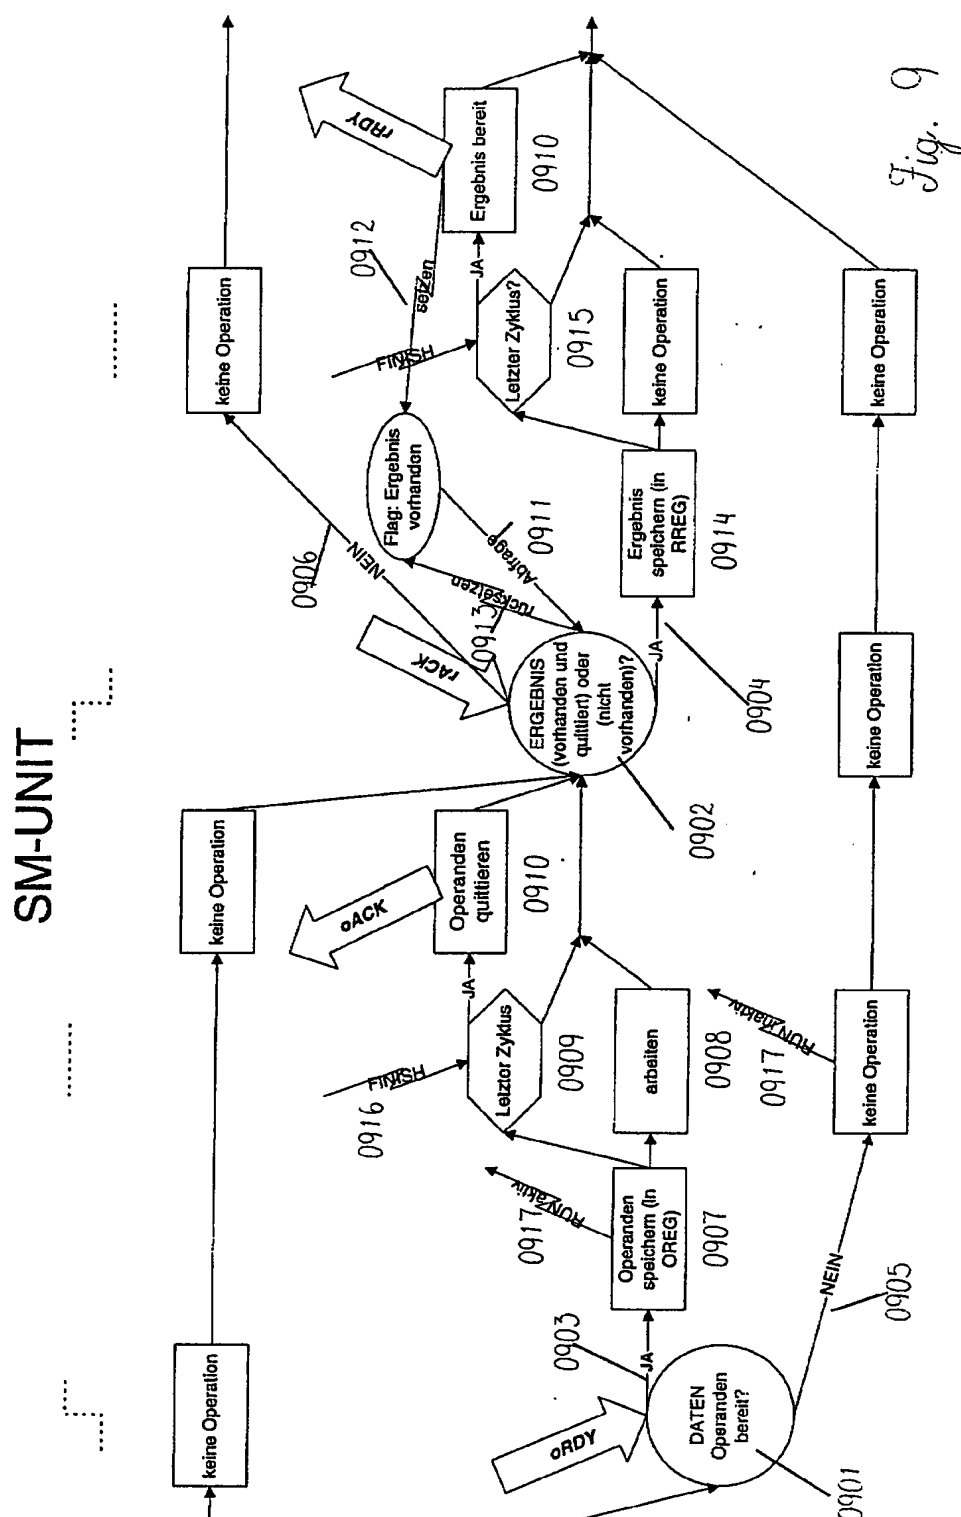 SM-UNIT
keine Operation
keine Operation
keine Operation
oRDY
DATEN
Operanden
bereit?
0901
JA
0903
NEIN
0905
Operanden
speichern (in
OREG)
0907
RUN aktiv
0917
FINISH
0916
Letzter Zyklus
0909
arbeiten
0908
keine Operation
RUN inaktiv
0917
JA
Operanden
quittieren
0910
oACK
keine Operation
rACK
ERGEBNIS
(vorhanden und
quittiert) oder
(nicht
vorhanden)?
0902
NEIN
0906
rücksetzen
0913
Abfrage
0911
Flag: Ergebnis
vorhanden
JA
0904
Ergebnis
speichern (in
RREG)
0914
keine Operation
FINISH
setzen
0912
Letzter Zyklus?
0915
keine Operation
keine Operation
JA
Ergebnis bereit
0910
rRDY
Fig. 9